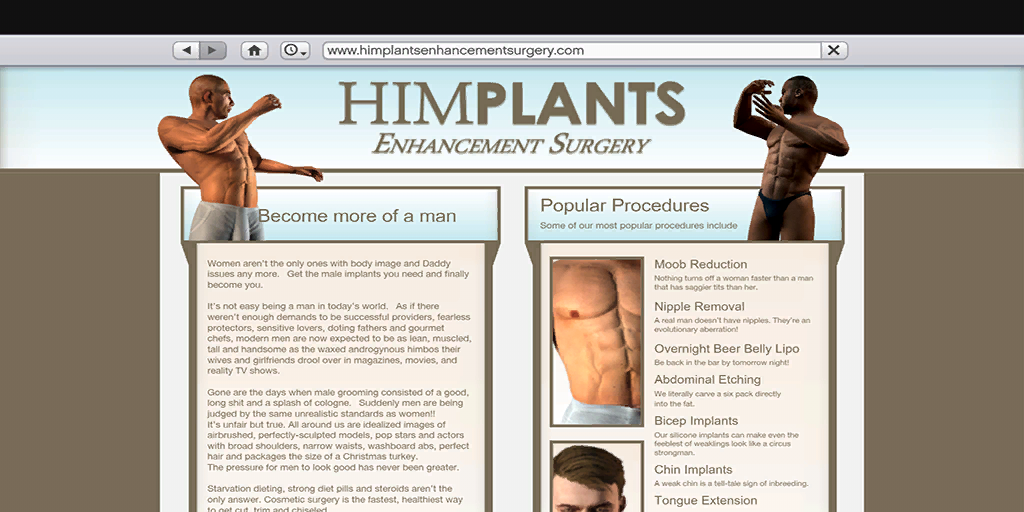 www.himplantsenhancementsurgery.com
HIMPLANTS
Enhancement Surgery
Become more of a man
Women aren't the only ones with body image and Daddy
issues any more. Get the male implants you need and finally
become you.
It's not easy being a man in today's world. As if there
weren't enough demands to be successful providers, fearless
protectors, sensitive lovers, doting fathers and gourmet
chefs, modern men are now expected to be as lean, muscled,
tall and handsome as the waxed androgynous himbos their
wives and girlfriends drool over in magazines, movies, and
reality TV shows.
Gone are the days when male grooming consisted of a good,
long shit and a splash of cologne. Suddenly men are being
judged by the same unrealistic standards as women!!
It's unfair but true. All around us are idealized images of
airbrushed, perfectly-sculpted models, pop stars and actors
with broad shoulders, narrow waists, washboard abs, perfect
hair and packages the size of a Christmas turkey.
The pressure for men to look good has never been greater.
Starvation dieting, strong diet pills and steroids aren't the
only answer. Cosmetic surgery is the fastest, healthiest way
to get cut, trim and chiseled.
Popular Procedures
Some of our most popular procedures include
Moob Reduction
Nothing turns off a woman faster than a man
that has saggier tits than her.
Nipple Removal
A real man doesn't have nipples. They're an
evolutionary aberration!
Overnight Beer Belly Lipo
Be back in the bar by tomorrow night!
Abdominal Etching
We literally carve a six pack directly
into the fat.
Bicep Implants
Our silicone implants can make even the
feeblest of weaklings look like a circus
strongman.
Chin Implants
A weak chin is a tell-tale sign of inbreeding.
Tongue Extension